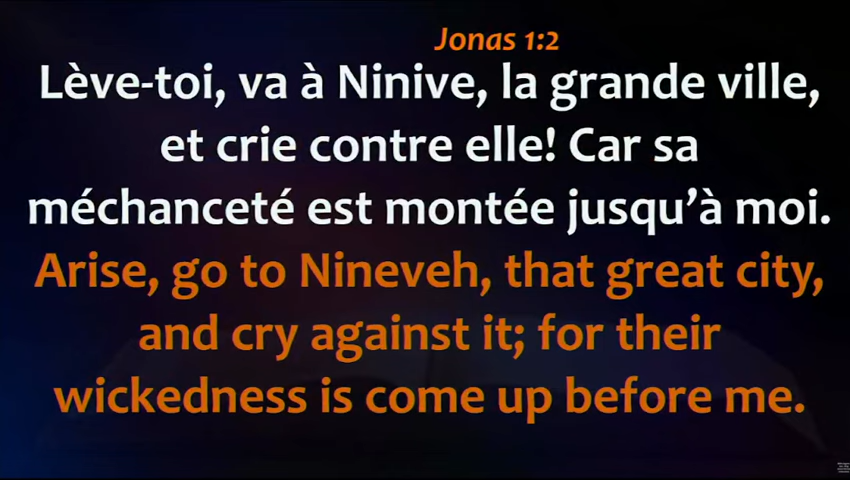 Jonas 1:2
Lève-toi, va à Ninive, la grande ville,
et crie contre elle! Car sa
méchanceté est montée jusqu’à moi.
Arise, go to Nineveh, that great city,
and cry against it; for their
wickedness is come up before me.